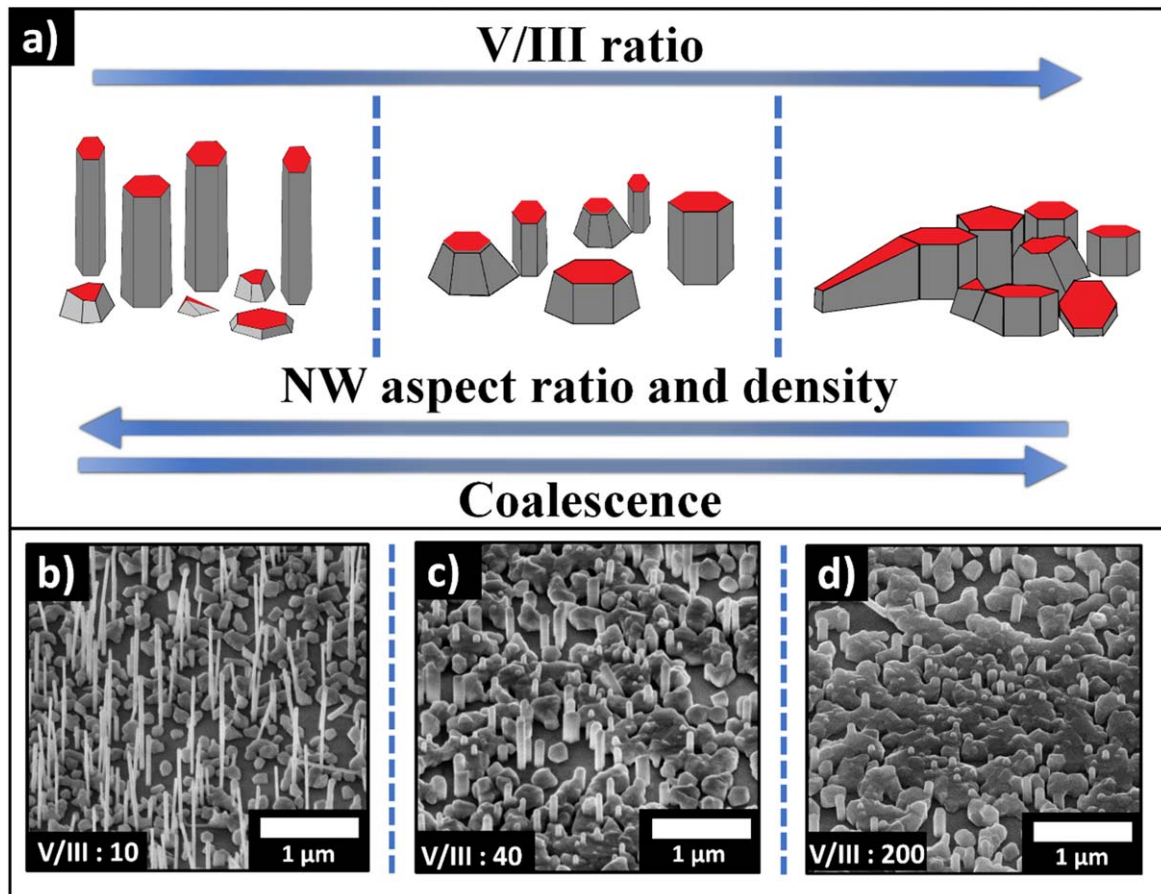 a)
V/III ratio
NW aspect ratio and density
Coalescence
b)
V/III : 10
1 µm
c)
V/III : 40
1 µm
d)
V/III : 200
1 µm